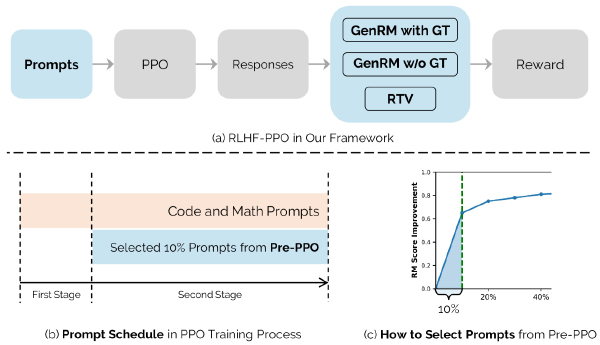 Prompts
PPO
Responses
GenRM with GT
GenRM w/o GT
RTV
Reward
(a) RLHF-PPO in Our Framework
Code and Math Prompts
Selected 10% Prompts from Pre-PPO
First Stage
Second Stage
(b) Prompt Schedule in PPO Training Process
RM Score Improvement
1.0
0.8
0.6
0.4
0.2
0.0
10%
20%
40%
(c) How to Select Prompts from Pre-PPO